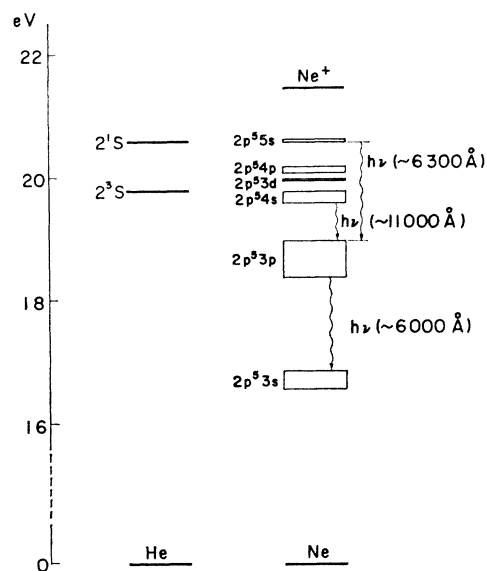 eV
22
20
18
16
0
2¹S
2³S
He
Ne⁺
2p⁵5s
2p⁵4p
2p⁵3d
2p⁵4s
2p⁵3p
2p⁵3s
Ne
hν (~6300 Å)
hν (~11000 Å)
hν (~6000 Å)